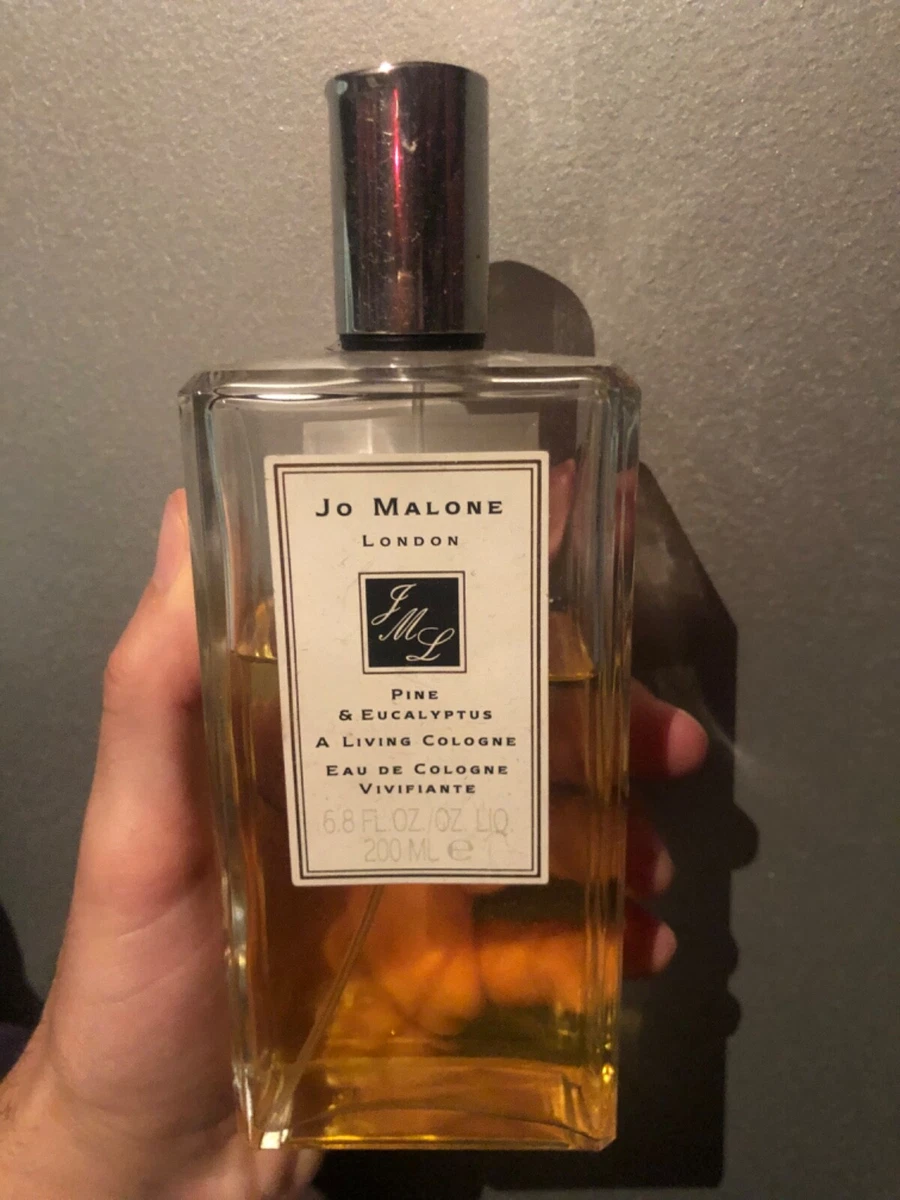 Jo Malone
London
JML
Pine
& Eucalyptus
A Living Cologne
Eau de Cologne
Vivifiante
6.8 FL.OZ./OZ. LIQ.
200 ML ℮